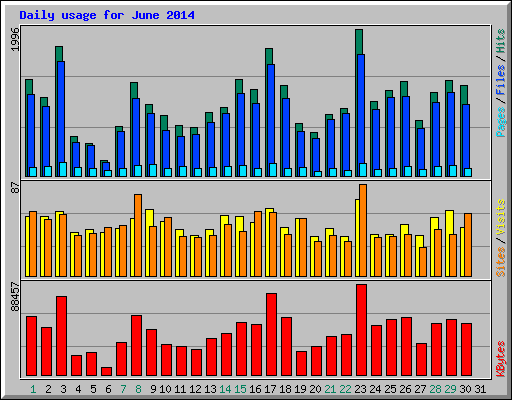 Daily usage for June 2014
1996
Pages / Files / Hits
87
Sites / Visits
88457
KBytes
1 2 3 4 5 6 7 8 9 10 11 12 13 14 15 16 17 18 19 20 21 22 23 24 25 26 27 28 29 30 31